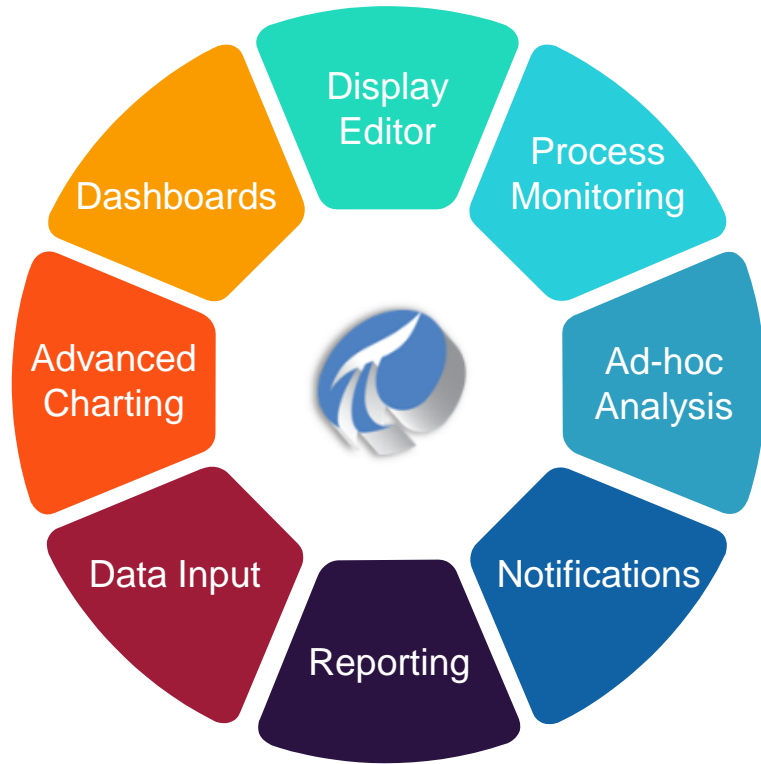 Display
Editor
Process
Monitoring
Ad-hoc
Analysis
Notifications
Reporting
Data Input
Advanced
Charting
Dashboards